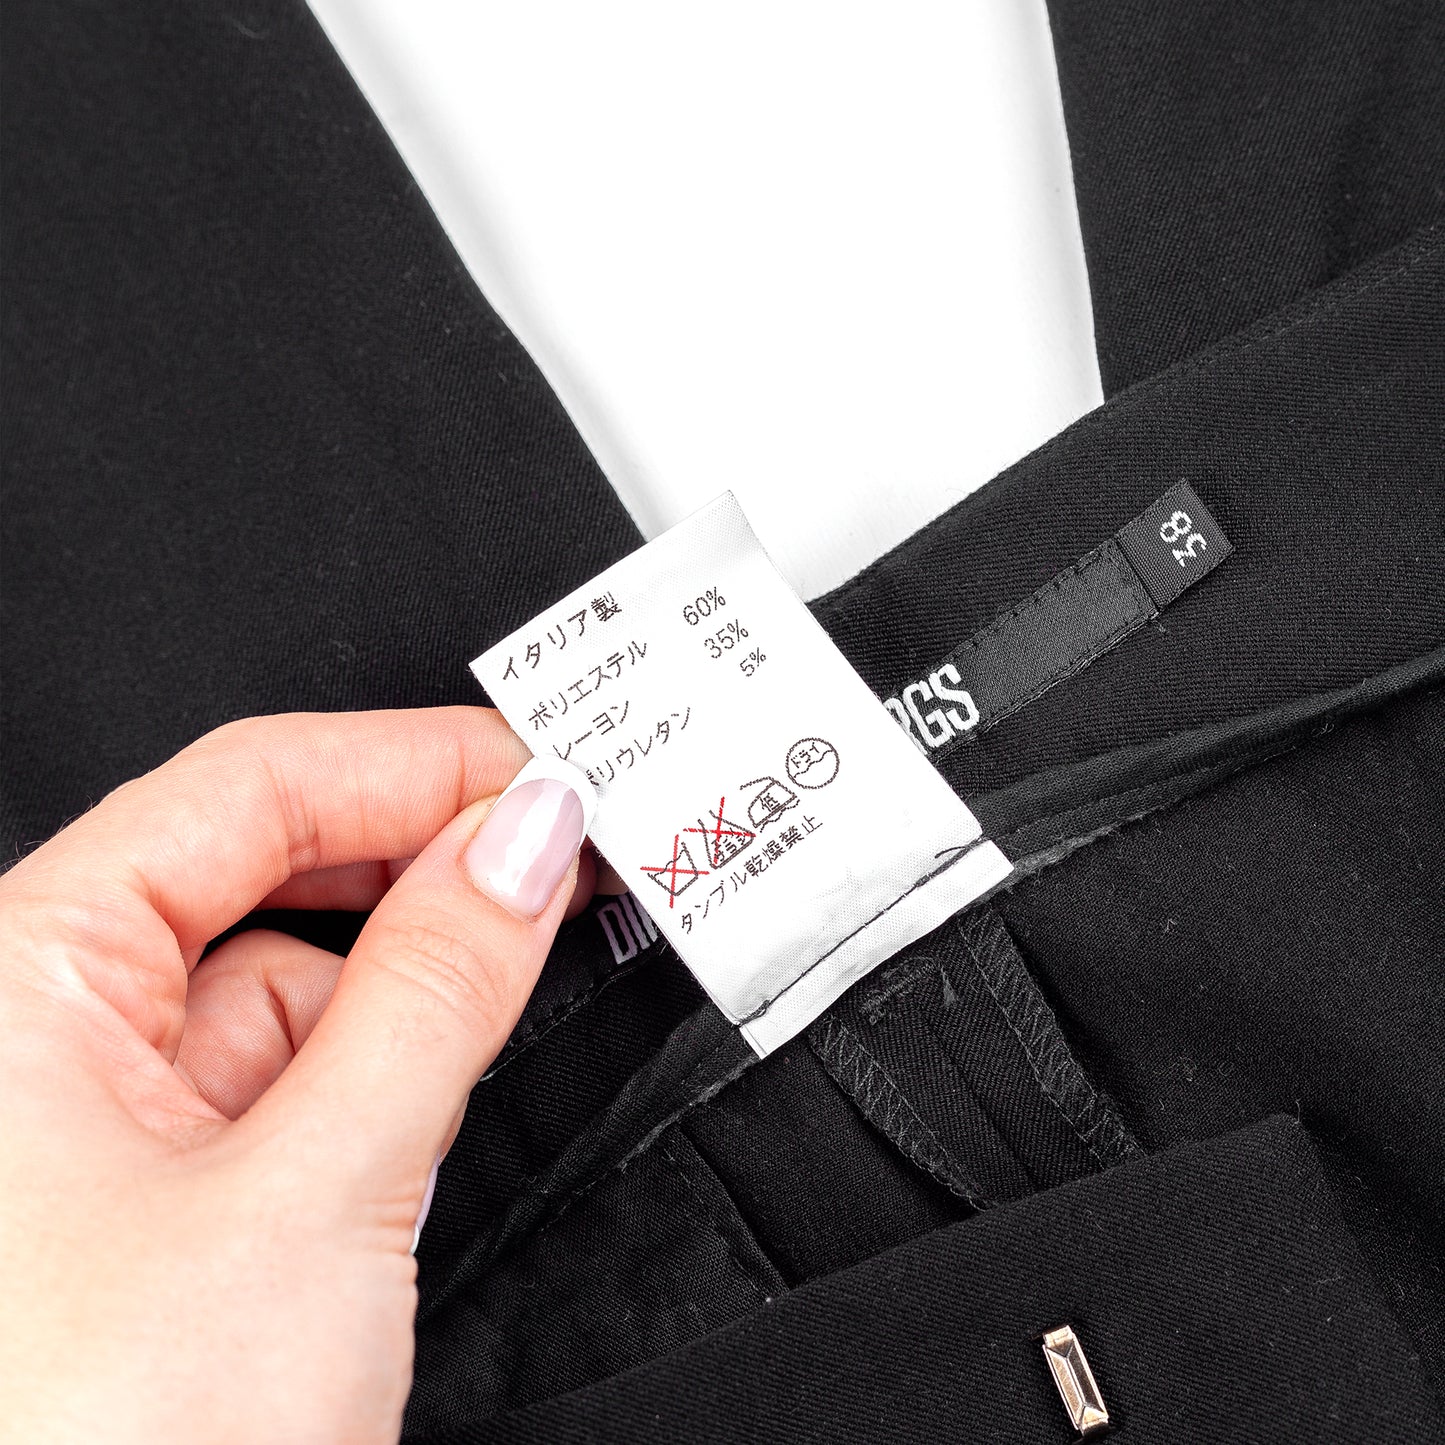 イタリア製
ポリエステル 60%
レーヨン 35%
ポリウレタン 5%
低
ドライ
タンブル乾燥禁止
RGS
38
DI